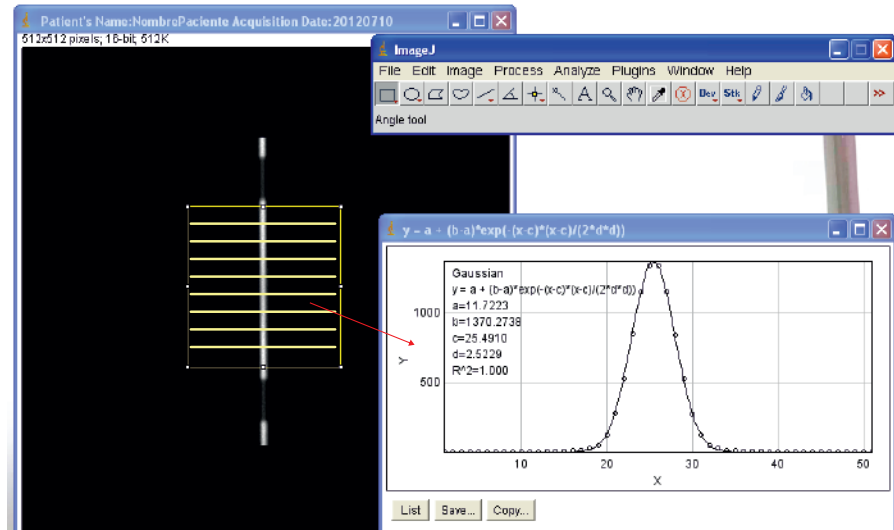 Patient's Name:NombroPaciente Acquisition Date:20120710
512x512 pixels; 16-bit; 512K
ImageJ
File Edit Image Process Analyze Plugins Window Help
A Dev Stk >>
Angle tool
y = a + (b-a)*exp(-(x-c)*(x-c)/(2*d*d))
Gaussian
y = a + (b-a)*exp(-(x-c)*(x-c)/(2*d*d))
a=11.7223
b=1370.2738
c=25.4910
d=2.5229
R^2=1.000
1000
500
Y
10 20 30 40 50
X
List Save... Copy...